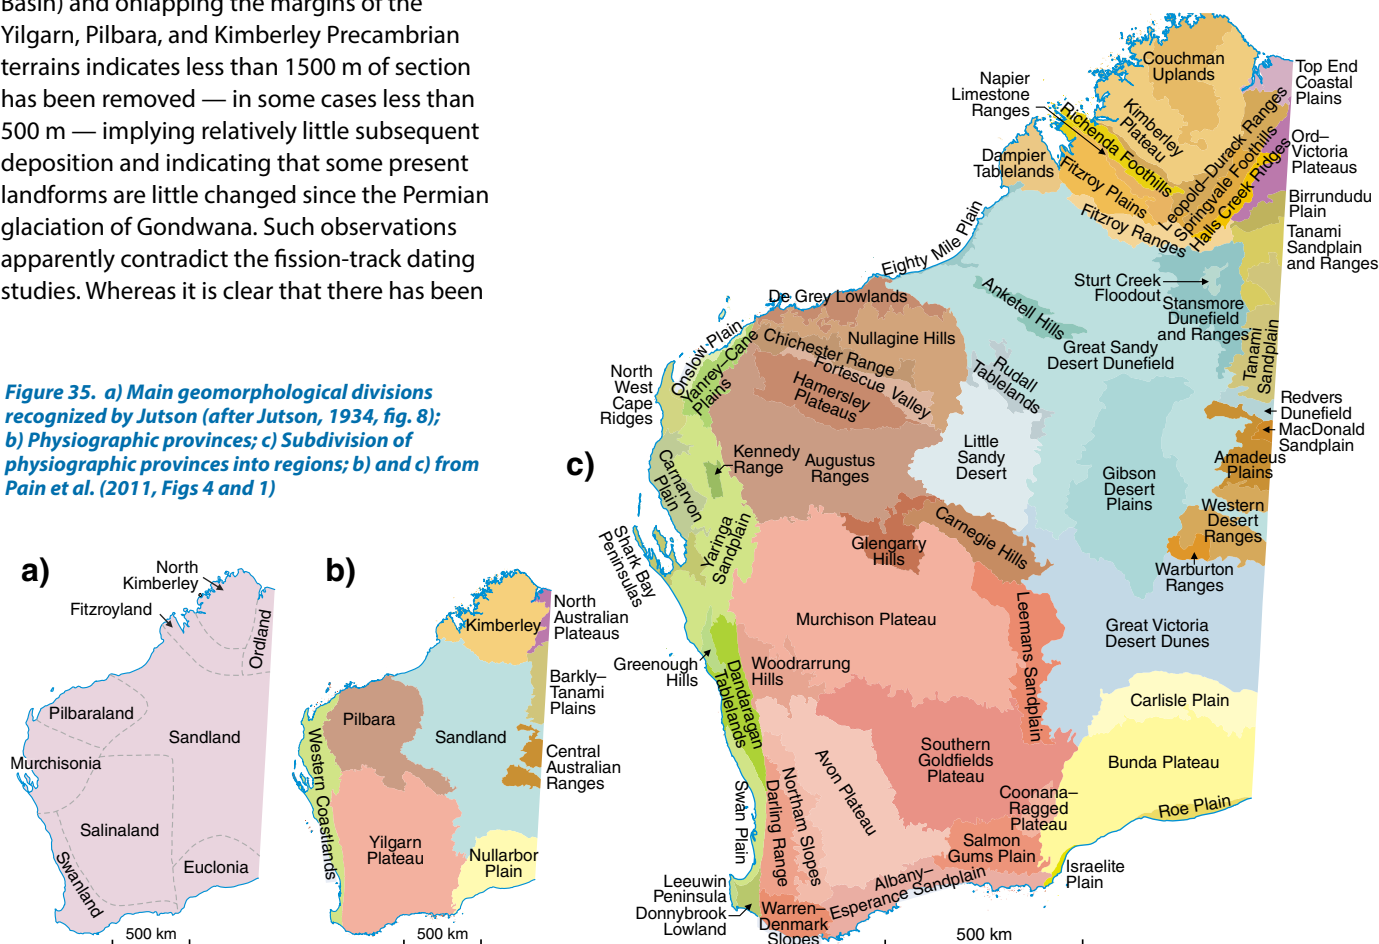 Basin) and onlapping the margins of the
Yilgarn, Pilbara, and Kimberley Precambrian
terrains indicates less than 1500 m of section
has been removed — in some cases less than
500 m — implying relatively little subsequent
deposition and indicating that some present
landforms are little changed since the Permian
glaciation of Gondwana. Such observations
apparently contradict the fission-track dating
studies. Whereas it is clear that there has been
Figure 35. a) Main geomorphological divisions
recognized by Jutson (after Jutson, 1934, fig. 8);
b) Physiographic provinces; c) Subdivision of
physiographic provinces into regions; b) and c) from
Pain et al. (2011, Figs 4 and 1)
a)
North
Kimberley
Fitzroyland
Ordland
Pilbaraland
Sandland
Murchisonia
Salinaland
Swanland
Euclonia
500 km
b)
Kimberley
North
Australian
Plateaus
Barkly–
Tanami
Plains
Pilbara
Sandland
Central
Australian
Ranges
Western Coastlands
Yilgarn
Plateau
Nullarbor
Plain
500 km
c)
Couchman
Uplands
Top End
Coastal
Plains
Napier
Limestone
Ranges
Kimberley
Plateau
Richenda Foothills
Leopold–Durack Ranges
Springvale Foothills
Halls Creek Ridges
Ord–
Victoria
Plateaus
Dampier
Tablelands
Fitzroy Plains
Fitzroy Ranges
Birrundudu
Plain
Tanami
Sandplain
and Ranges
Eighty Mile Plain
Sturt Creek
Floodout
Stansmore
Dunefield
and Ranges
De Grey Lowlands
Anketell Hills
Nullagine Hills
Great Sandy
Desert Dunefield
Tanami
Sandplain
Onslow Plain
Yanrey–Cane
Plains
Chichester Range
Fortescue Valley
Hamersley
Plateaus
Rudall
Tablelands
North
West
Cape
Ridges
Redvers
Dunefield
MacDonald
Sandplain
Kennedy
Range
Augustus
Ranges
Little
Sandy
Desert
Gibson
Desert
Plains
Amadeus
Plains
Carnarvon
Plain
Western
Desert
Ranges
Yaringa
Sandplain
Carnegie Hills
Glengarry
Hills
Shark Bay
Peninsulas
Warburton
Ranges
Murchison Plateau
Leemans Sandplain
Great Victoria
Desert Dunes
Greenough
Hills
Woodrarrung
Hills
Dandaragan
Tablelands
Carlisle Plain
Southern
Goldfields
Plateau
Bunda Plateau
Avon Plateau
Coonana–
Ragged
Plateau
Roe Plain
Swan Plain
Darling Range
Northam Slopes
Salmon
Gums Plain
Israelite
Plain
Albany–
Esperance Sandplain
Leeuwin
Peninsula
Donnybrook
Lowland
Warren–
Denmark
Slopes
500 km